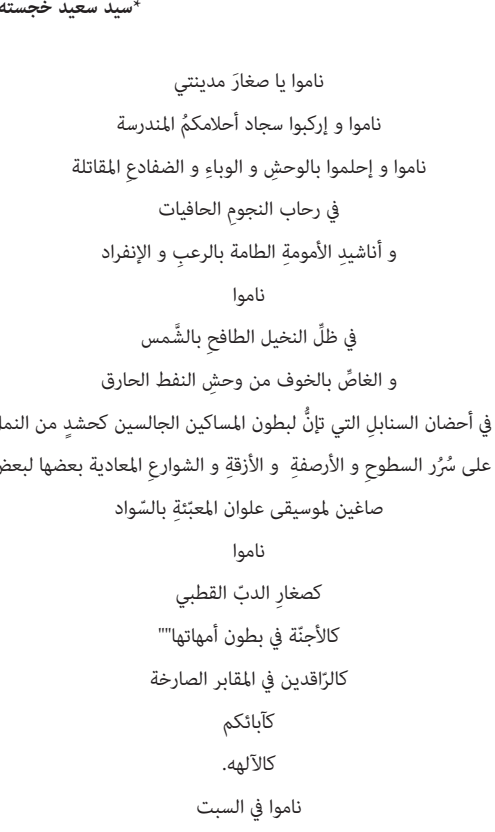 *سيد سعيد خجسته
ناموا يا صغارَ مدينتي
ناموا و إركبوا سجاد أحلامكمُ المندرسة
ناموا و إحلموا بالوحشِ و الوباءِ و الضفادعِ المقاتلة
في رحاب النجومِ الحافيات
و أناشيدِ الأمومةِ الطامة بالرعبِ و الإنفراد
ناموا
في ظلِّ النخيل الطافحِ بالشَّمس
و الغاصِّ بالخوف من وحشِ النفط الحارق
في أحضان السنابلِ التي تإنُّ لبطون المساكين الجالسين كحشدٍ من النمل
على سُرُر السطوحِ و الأرصفةِ و الأزقةِ و الشوارعِ المعادية بعضها لبعض
صاغين لموسيقى علوان المعبّئةِ بالسّواد
ناموا
كصغارِ الدبّ القطبي
كالأجنّة في بطون أمهاتها""
كالرّاقدين في المقابر الصارخة
كآبائكم
كالآلهه.
ناموا في السبت